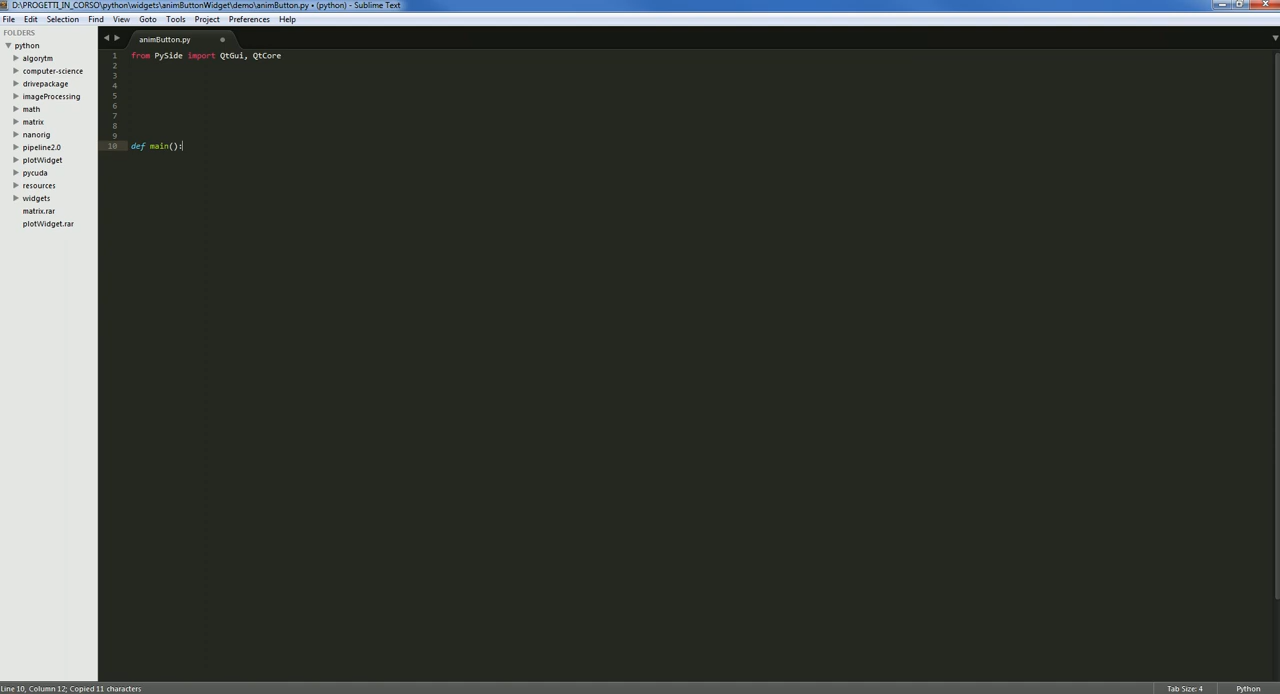 D:\PROGETTI_IN_CORSO\python\widgets\animButtonWidget\demo\animButton.py • (python) - Sublime Text
File Edit Selection Find View Goto Tools Project Preferences Help
FOLDERS
python
algorytm
computer-science
drivepackage
imageProcessing
math
matrix
nanorig
pipeline2.0
plotWidget
pycuda
resources
widgets
matrix.rar
plotWidget.rar
animButton.py
1 from PySide import QtGui, QtCore
2
3
4
5
6
7
8
9
10 def main():
Line 10, Column 12; Copied 11 characters
Tab Size: 4 Python